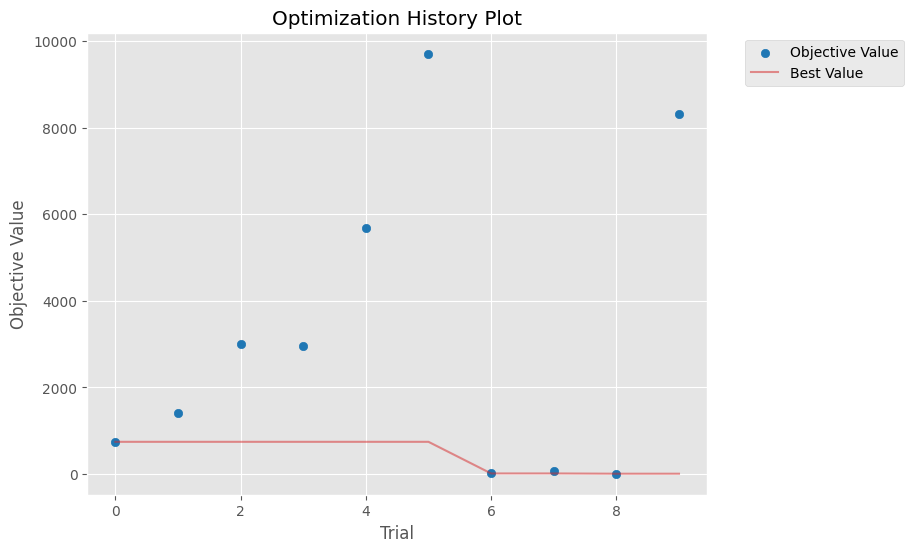 Optimization History Plot
Objective Value
Best Value
10000
8000
6000
4000
2000
0
Objective Value
0 2 4 6 8
Trial